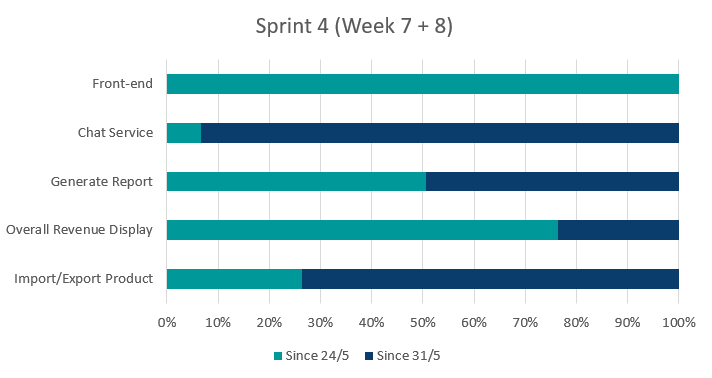 Sprint 4 (Week 7 + 8)
Front-end
Chat Service
Generate Report
Overall Revenue Display
Import/Export Product
0% 10% 20% 30% 40% 50% 60% 70% 80% 90% 100%
Since 24/5 Since 31/5